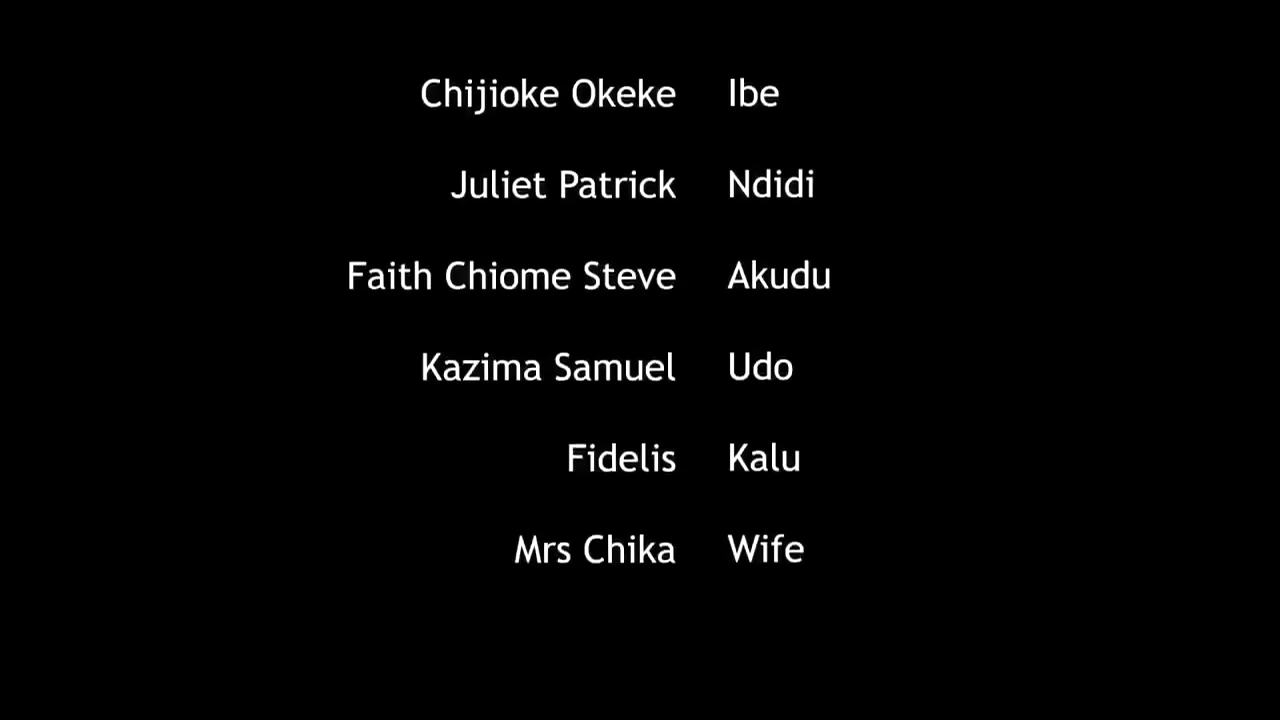 Chijioke Okeke Ibe
Juliet Patrick Ndidi
Faith Chiome Steve Akudu
Kazima Samuel Udo
Fidelis Kalu
Mrs Chika Wife